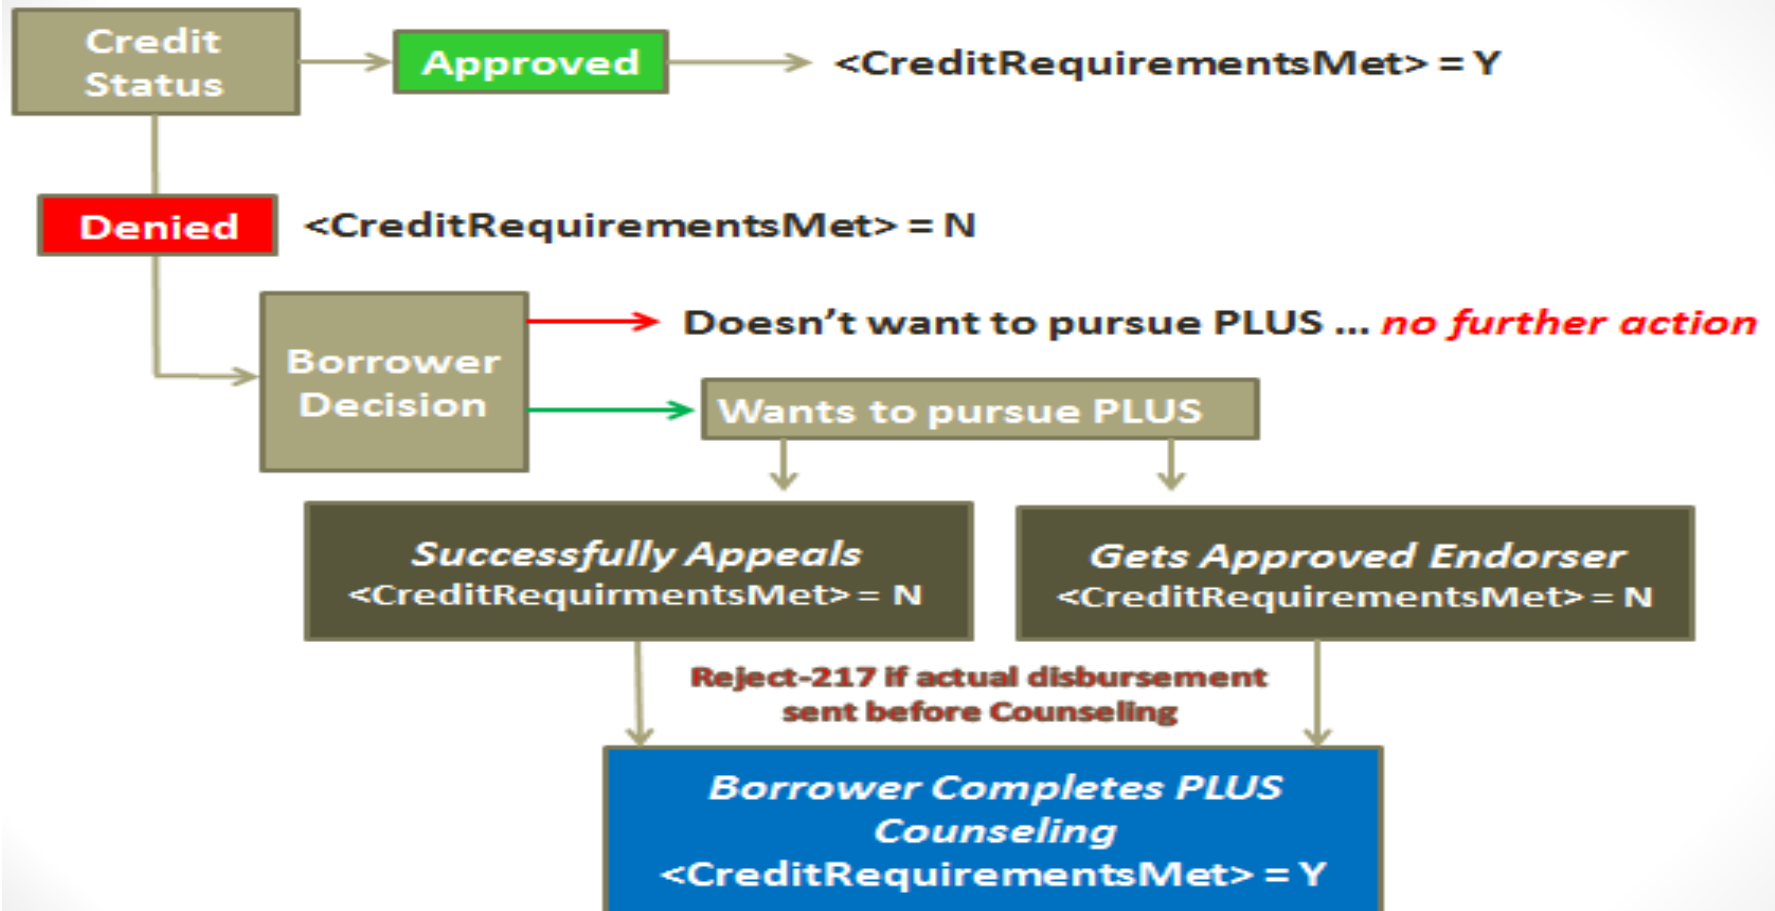 Credit
Status
Approved
<CreditRequirementsMet> = Y
Denied
<CreditRequirementsMet> = N
Borrower
Decision
Doesn't want to pursue PLUS ... no further action
Wants to pursue PLUS
Successfully Appeals
<CreditRequirmentsMet> = N
Gets Approved Endorser
<CreditRequirementsMet> = N
Reject-217 if actual disbursement
sent before Counseling
Borrower Completes PLUS
Counseling
<CreditRequirementsMet> = Y